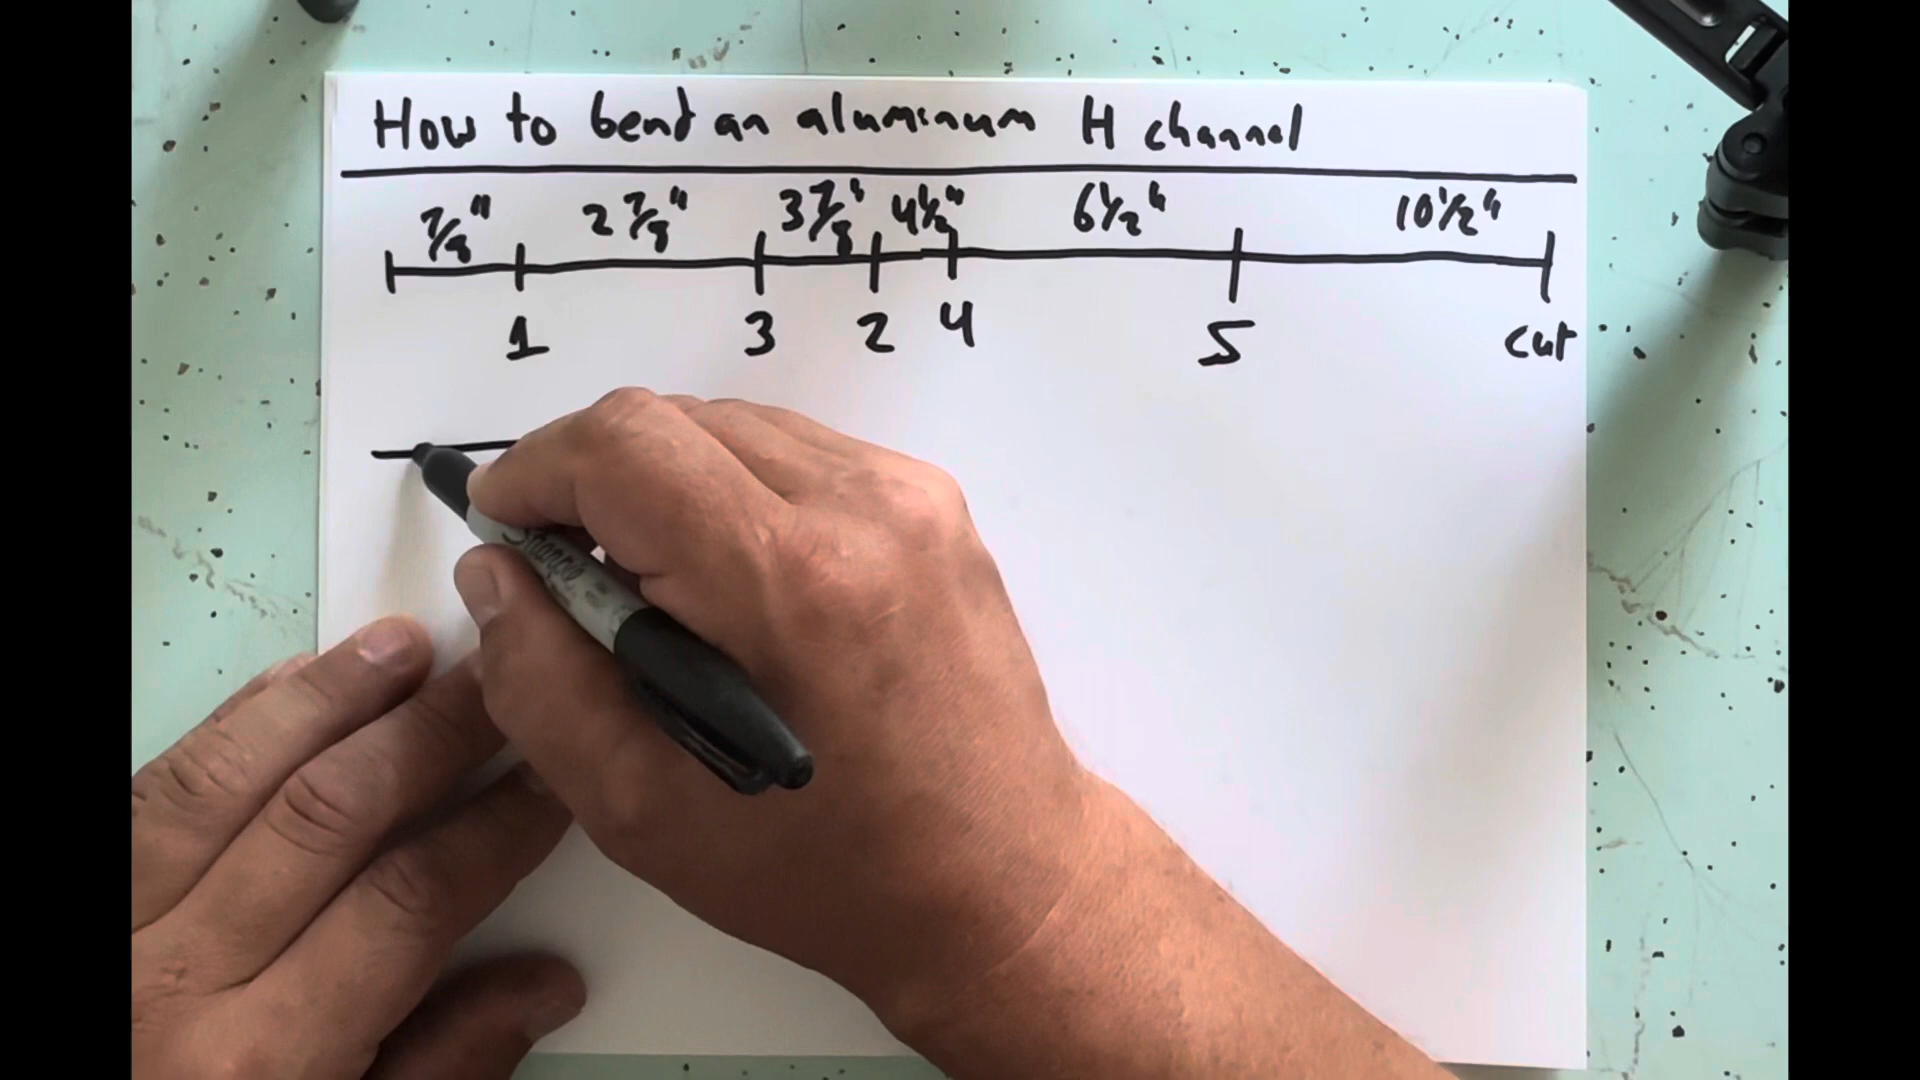 How to bend an aluminum H channel
7/8" 2 7/8" 3 7/8" 4 1/2" 6 1/2" 10 1/2"
1 3 2 4 5 cut
Sharpie